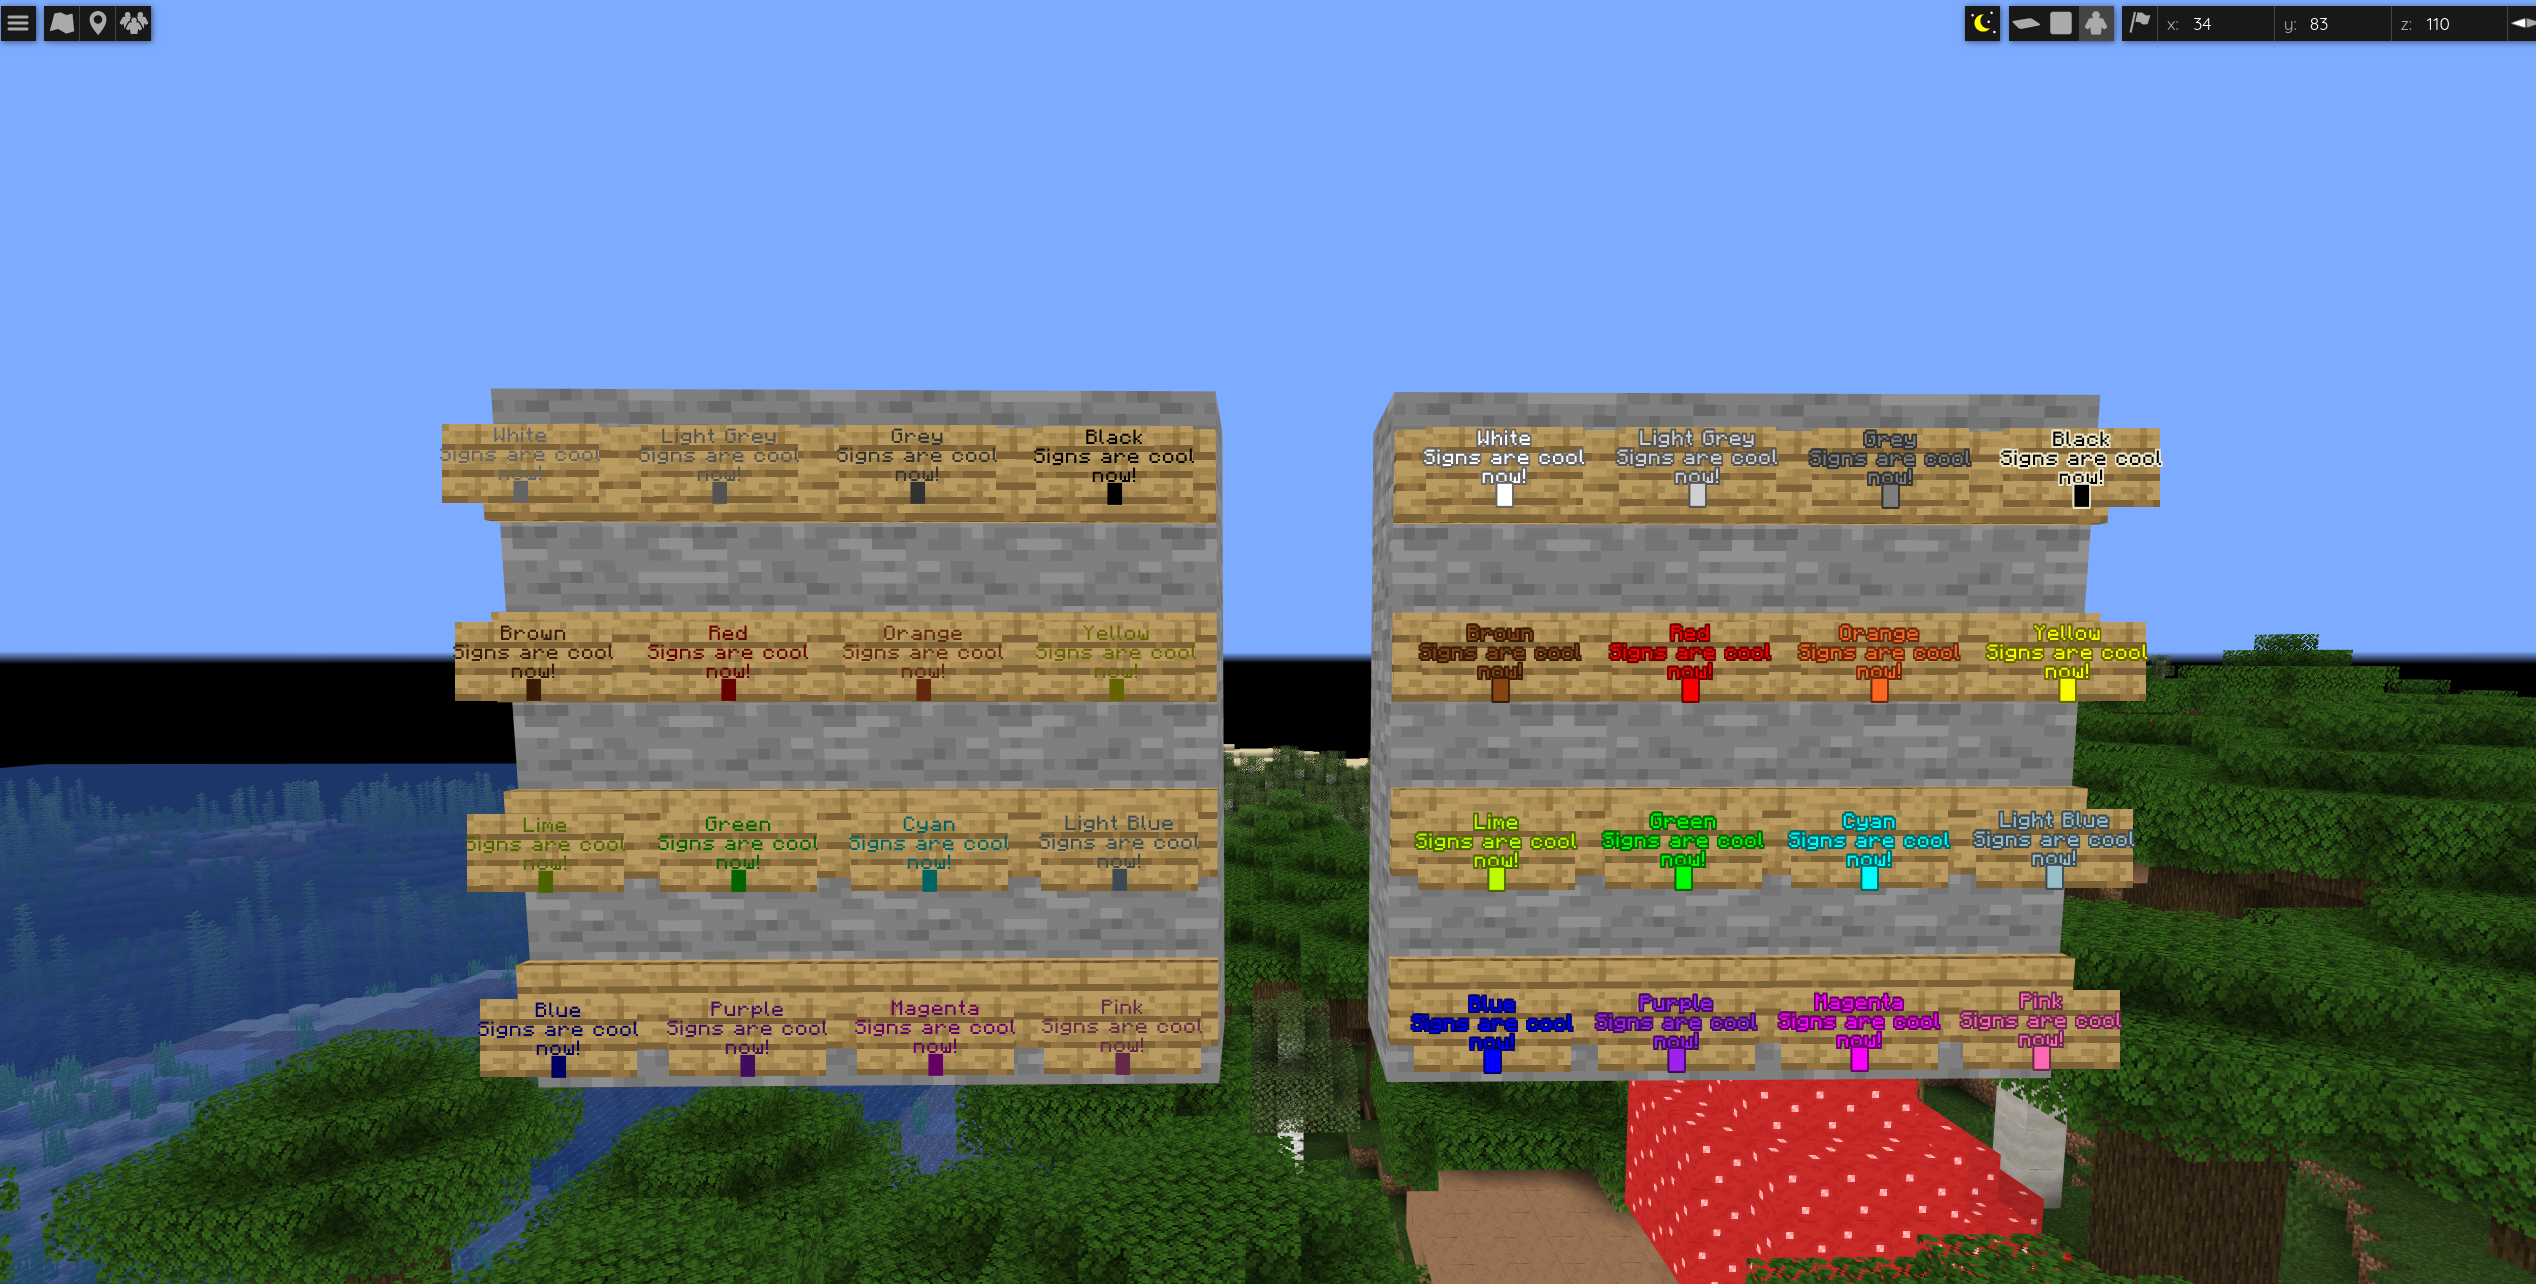 x: 34 y: 83 z: 110
White
Signs are cool
now!
Light Grey
Signs are cool
now!
Grey
Signs are cool
now!
Black
Signs are cool
now!
White
Signs are cool
now!
Light Grey
Signs are cool
now!
Grey
Signs are cool
now!
Black
Signs are cool
now!
Brown
Signs are cool
now!
Red
Signs are cool
now!
Orange
Signs are cool
now!
Yellow
Signs are cool
now!
Brown
Signs are cool
now!
Red
Signs are cool
now!
Orange
Signs are cool
now!
Yellow
Signs are cool
now!
Lime
Signs are cool
now!
Green
Signs are cool
now!
Cyan
Signs are cool
now!
Light Blue
Signs are cool
now!
Lime
Signs are cool
now!
Green
Signs are cool
now!
Cyan
Signs are cool
now!
Light Blue
Signs are cool
now!
Blue
Signs are cool
now!
Purple
Signs are cool
now!
Magenta
Signs are cool
now!
Pink
Signs are cool
now!
Blue
Signs are cool
now!
Purple
Signs are cool
now!
Magenta
Signs are cool
now!
Pink
Signs are cool
now!